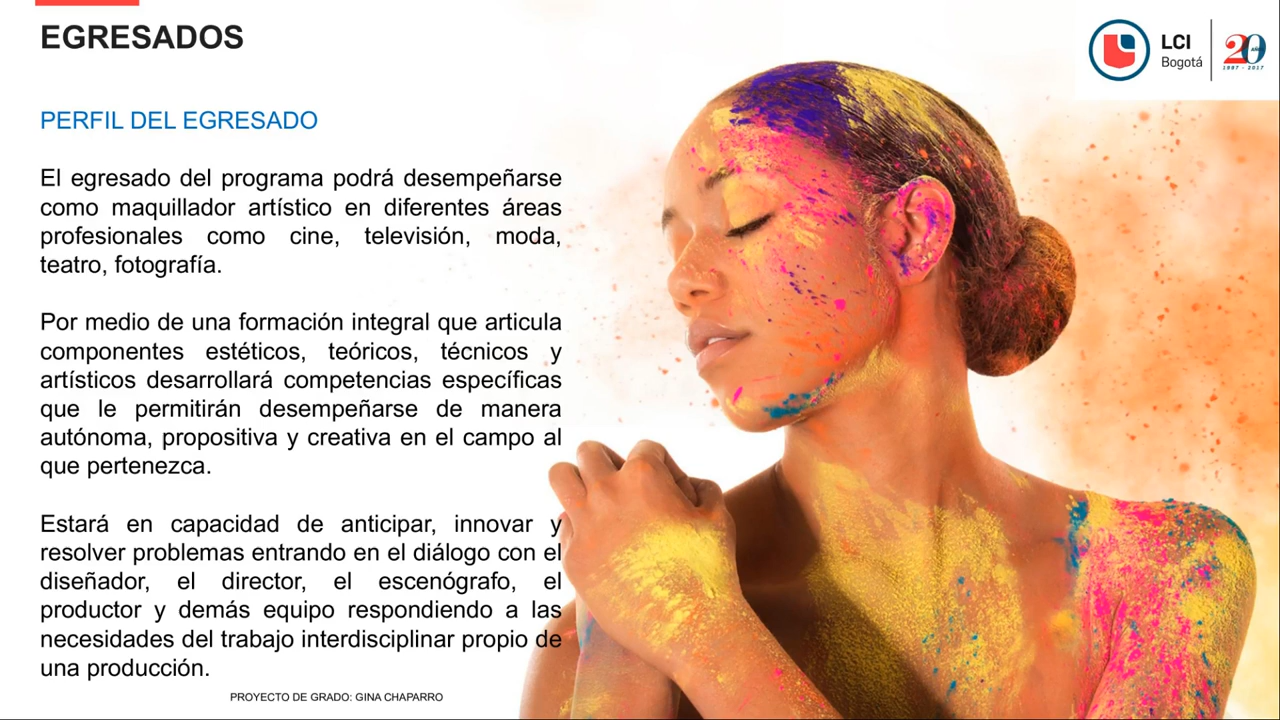 EGRESADOS
LCI
Bogotá
20
AÑOS
1997 - 2017
PERFIL DEL EGRESADO
El egresado del programa podrá desempeñarse
como maquillador artístico en diferentes áreas
profesionales como cine, televisión, moda,
teatro, fotografía.
Por medio de una formación integral que articula
componentes estéticos, teóricos, técnicos y
artísticos desarrollará competencias específicas
que le permitirán desempeñarse de manera
autónoma, propositiva y creativa en el campo al
que pertenezca.
Estará en capacidad de anticipar, innovar y
resolver problemas entrando en el diálogo con el
diseñador, el director, el escenógrafo, el
productor y demás equipo respondiendo a las
necesidades del trabajo interdisciplinar propio de
una producción.
PROYECTO DE GRADO: GINA CHAPARRO